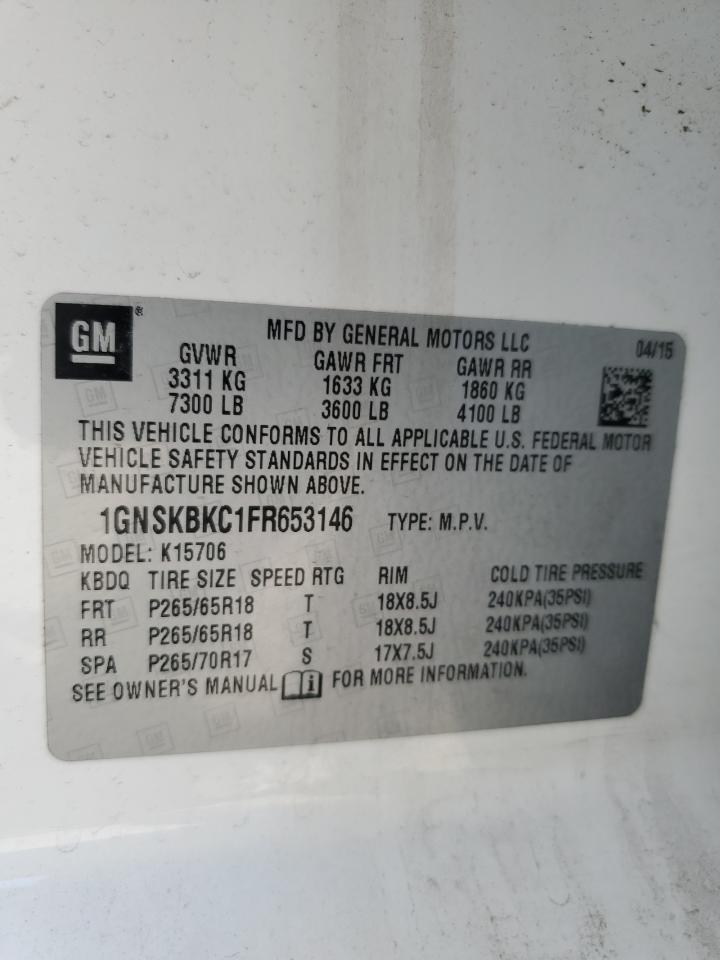 GM ®
MFD BY GENERAL MOTORS LLC 04/15
GVWR GAWR FRT GAWR RR
3311 KG 1633 KG 1860 KG
7300 LB 3600 LB 4100 LB
THIS VEHICLE CONFORMS TO ALL APPLICABLE U.S. FEDERAL MOTOR
VEHICLE SAFETY STANDARDS IN EFFECT ON THE DATE OF
MANUFACTURE SHOWN ABOVE.
1GNSKBKC1FR653146 TYPE: M.P.V.
MODEL: K15706
KBDQ TIRE SIZE SPEED RTG RIM COLD TIRE PRESSURE
FRT P265/65R18 T 18X8.5J 240KPA(35PSI)
RR P265/65R18 T 18X8.5J 240KPA(35PSI)
SPA P265/70R17 S 17X7.5J 240KPA(35PSI)
SEE OWNER'S MANUAL i FOR MORE INFORMATION.